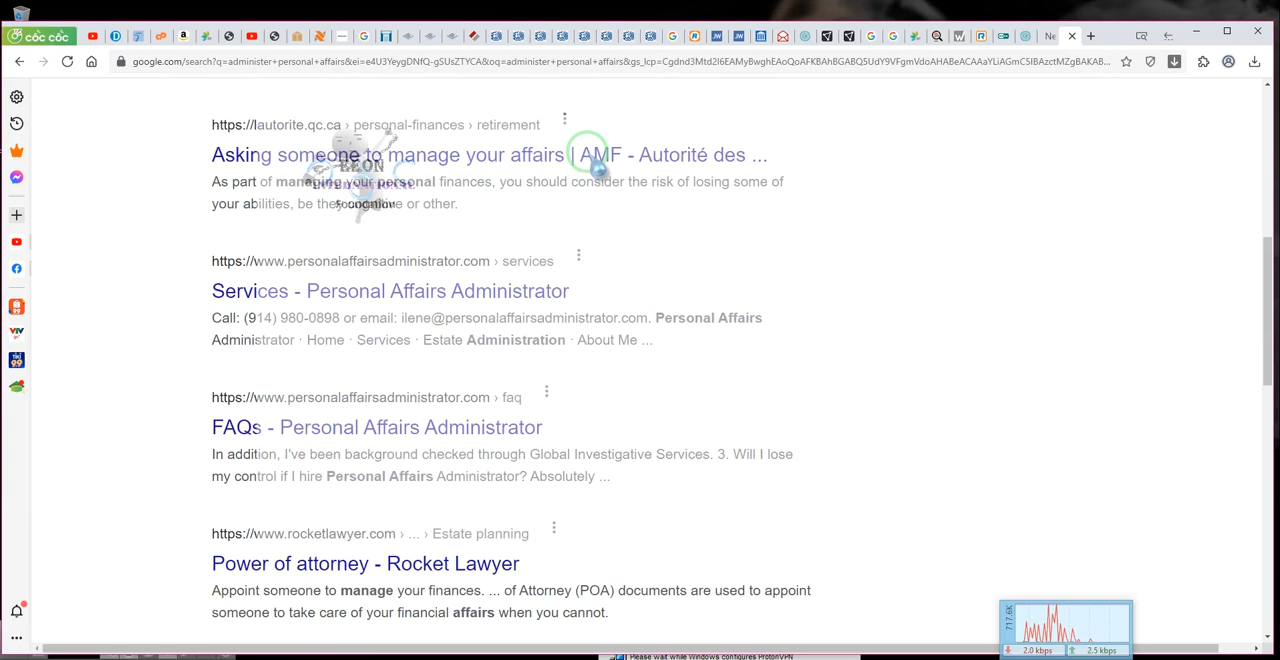 cốc cốc
Ne
google.com/search?q=administer+personal+affairs&ei=e4U3YeygDNfQ-gSUsZTYCA&oq=administer+personal+affairs&gs_lcp=Cgdnd3Mtd2l6EAMyBwghEAoQoAFKBAhBGABQ5UdY9VFgmVdoAHABeACAAaYLiAGmC5IBAzctMZgBAKAB...
https://lautorite.qc.ca › personal-finances › retirement
Asking someone to manage your affairs | AMF - Autorité des ...
ELON
INTERNATIONAL
As part of managing your personal finances, you should consider the risk of losing some of
your abilities, be they cognitive or other.
Foundation
https://www.personalaffairsadministrator.com › services
Services - Personal Affairs Administrator
Call: (914) 980-0898 or email: ilene@personalaffairsadministrator.com. Personal Affairs
Administrator · Home · Services · Estate Administration · About Me ...
https://www.personalaffairsadministrator.com › faq
FAQs - Personal Affairs Administrator
In addition, I've been background checked through Global Investigative Services. 3. Will I lose
my control if I hire Personal Affairs Administrator? Absolutely ...
https://www.rocketlawyer.com › ... › Estate planning
Power of attorney - Rocket Lawyer
Appoint someone to manage your finances. ... of Attorney (POA) documents are used to appoint
someone to take care of your financial affairs when you cannot.
717.6K
2.0 kbps
2.5 kbps
Please wait while Windows configures ProtonVPN